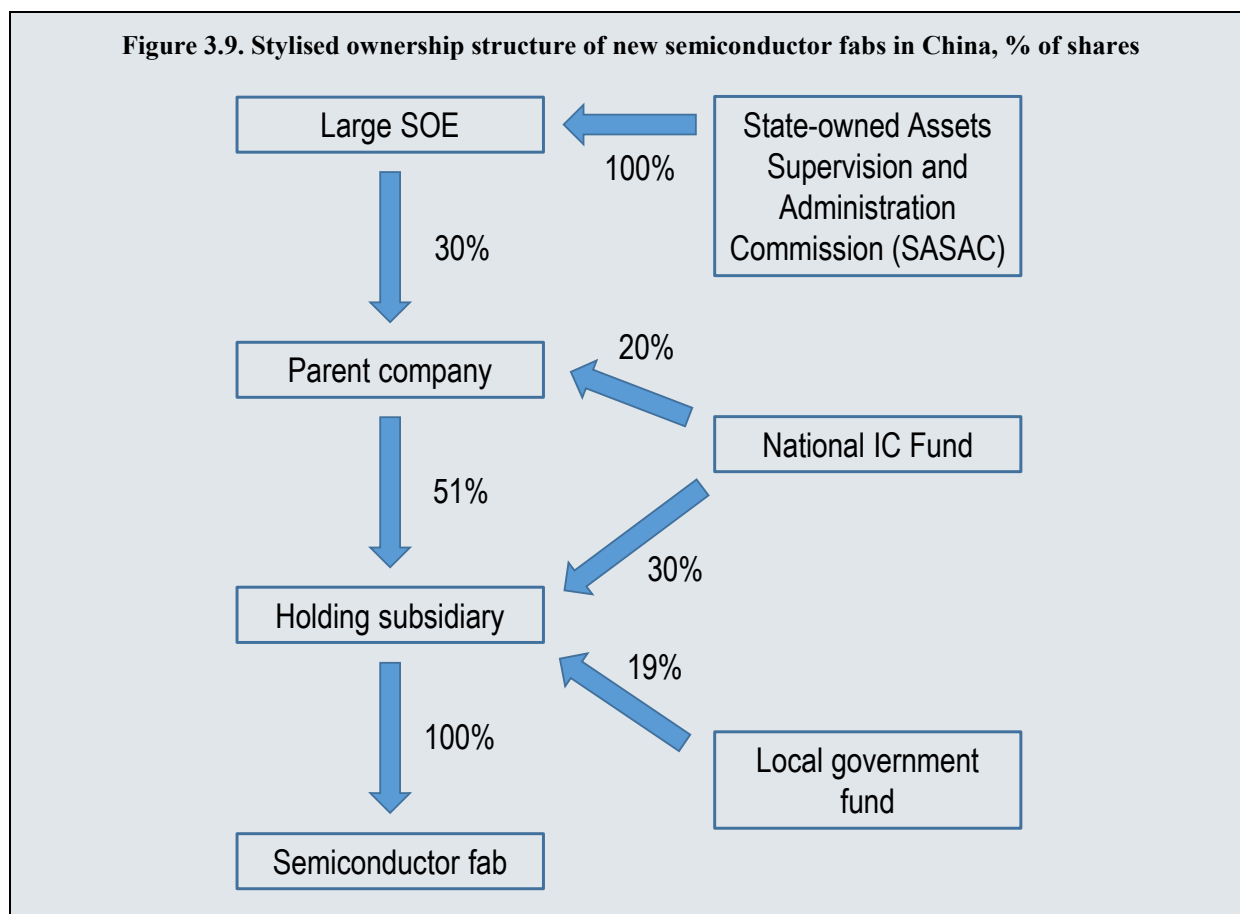 Figure 3.9. Stylised ownership structure of new semiconductor fabs in China, % of shares
Large SOE
100%
State-owned Assets
Supervision and
Administration
Commission (SASAC)
30%
20%
Parent company
National IC Fund
51%
30%
Holding subsidiary
19%
100%
Local government
fund
Semiconductor fab